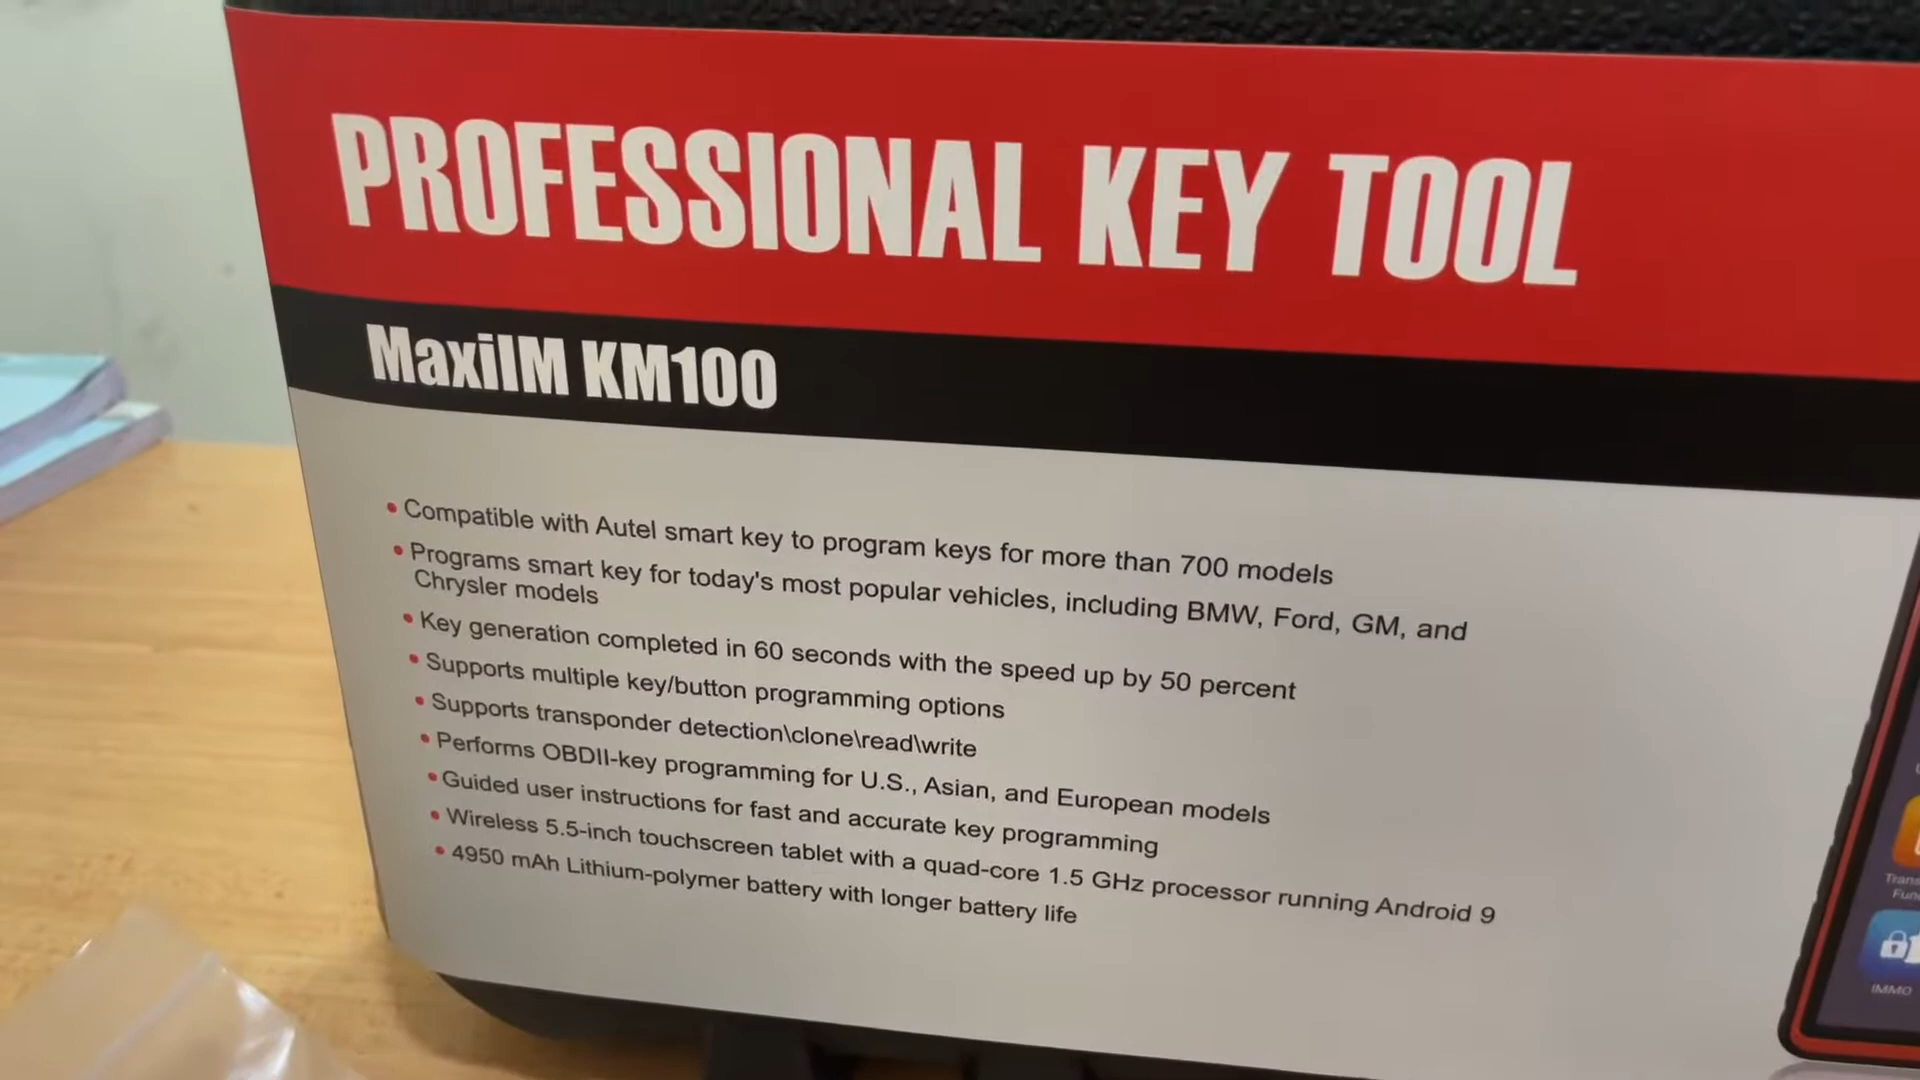 PROFESSIONAL KEY TOOL
MaxiIM KM100
• Compatible with Autel smart key to program keys for more than 700 models
• Programs smart key for today's most popular vehicles, including BMW, Ford, GM, and
Chrysler models
• Key generation completed in 60 seconds with the speed up by 50 percent
• Supports multiple key/button programming options
• Supports transponder detection\clone\read\write
• Performs OBDII-key programming for U.S., Asian, and European models
• Guided user instructions for fast and accurate key programming
• Wireless 5.5-inch touchscreen tablet with a quad-core 1.5 GHz processor running Android 9
• 4950 mAh Lithium-polymer battery with longer battery life
IMMO